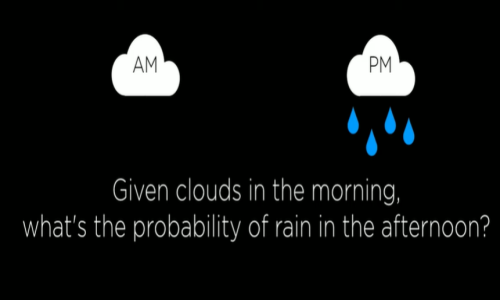 AM
PM
Given clouds in the morning,
what's the probability of rain in the afternoon?